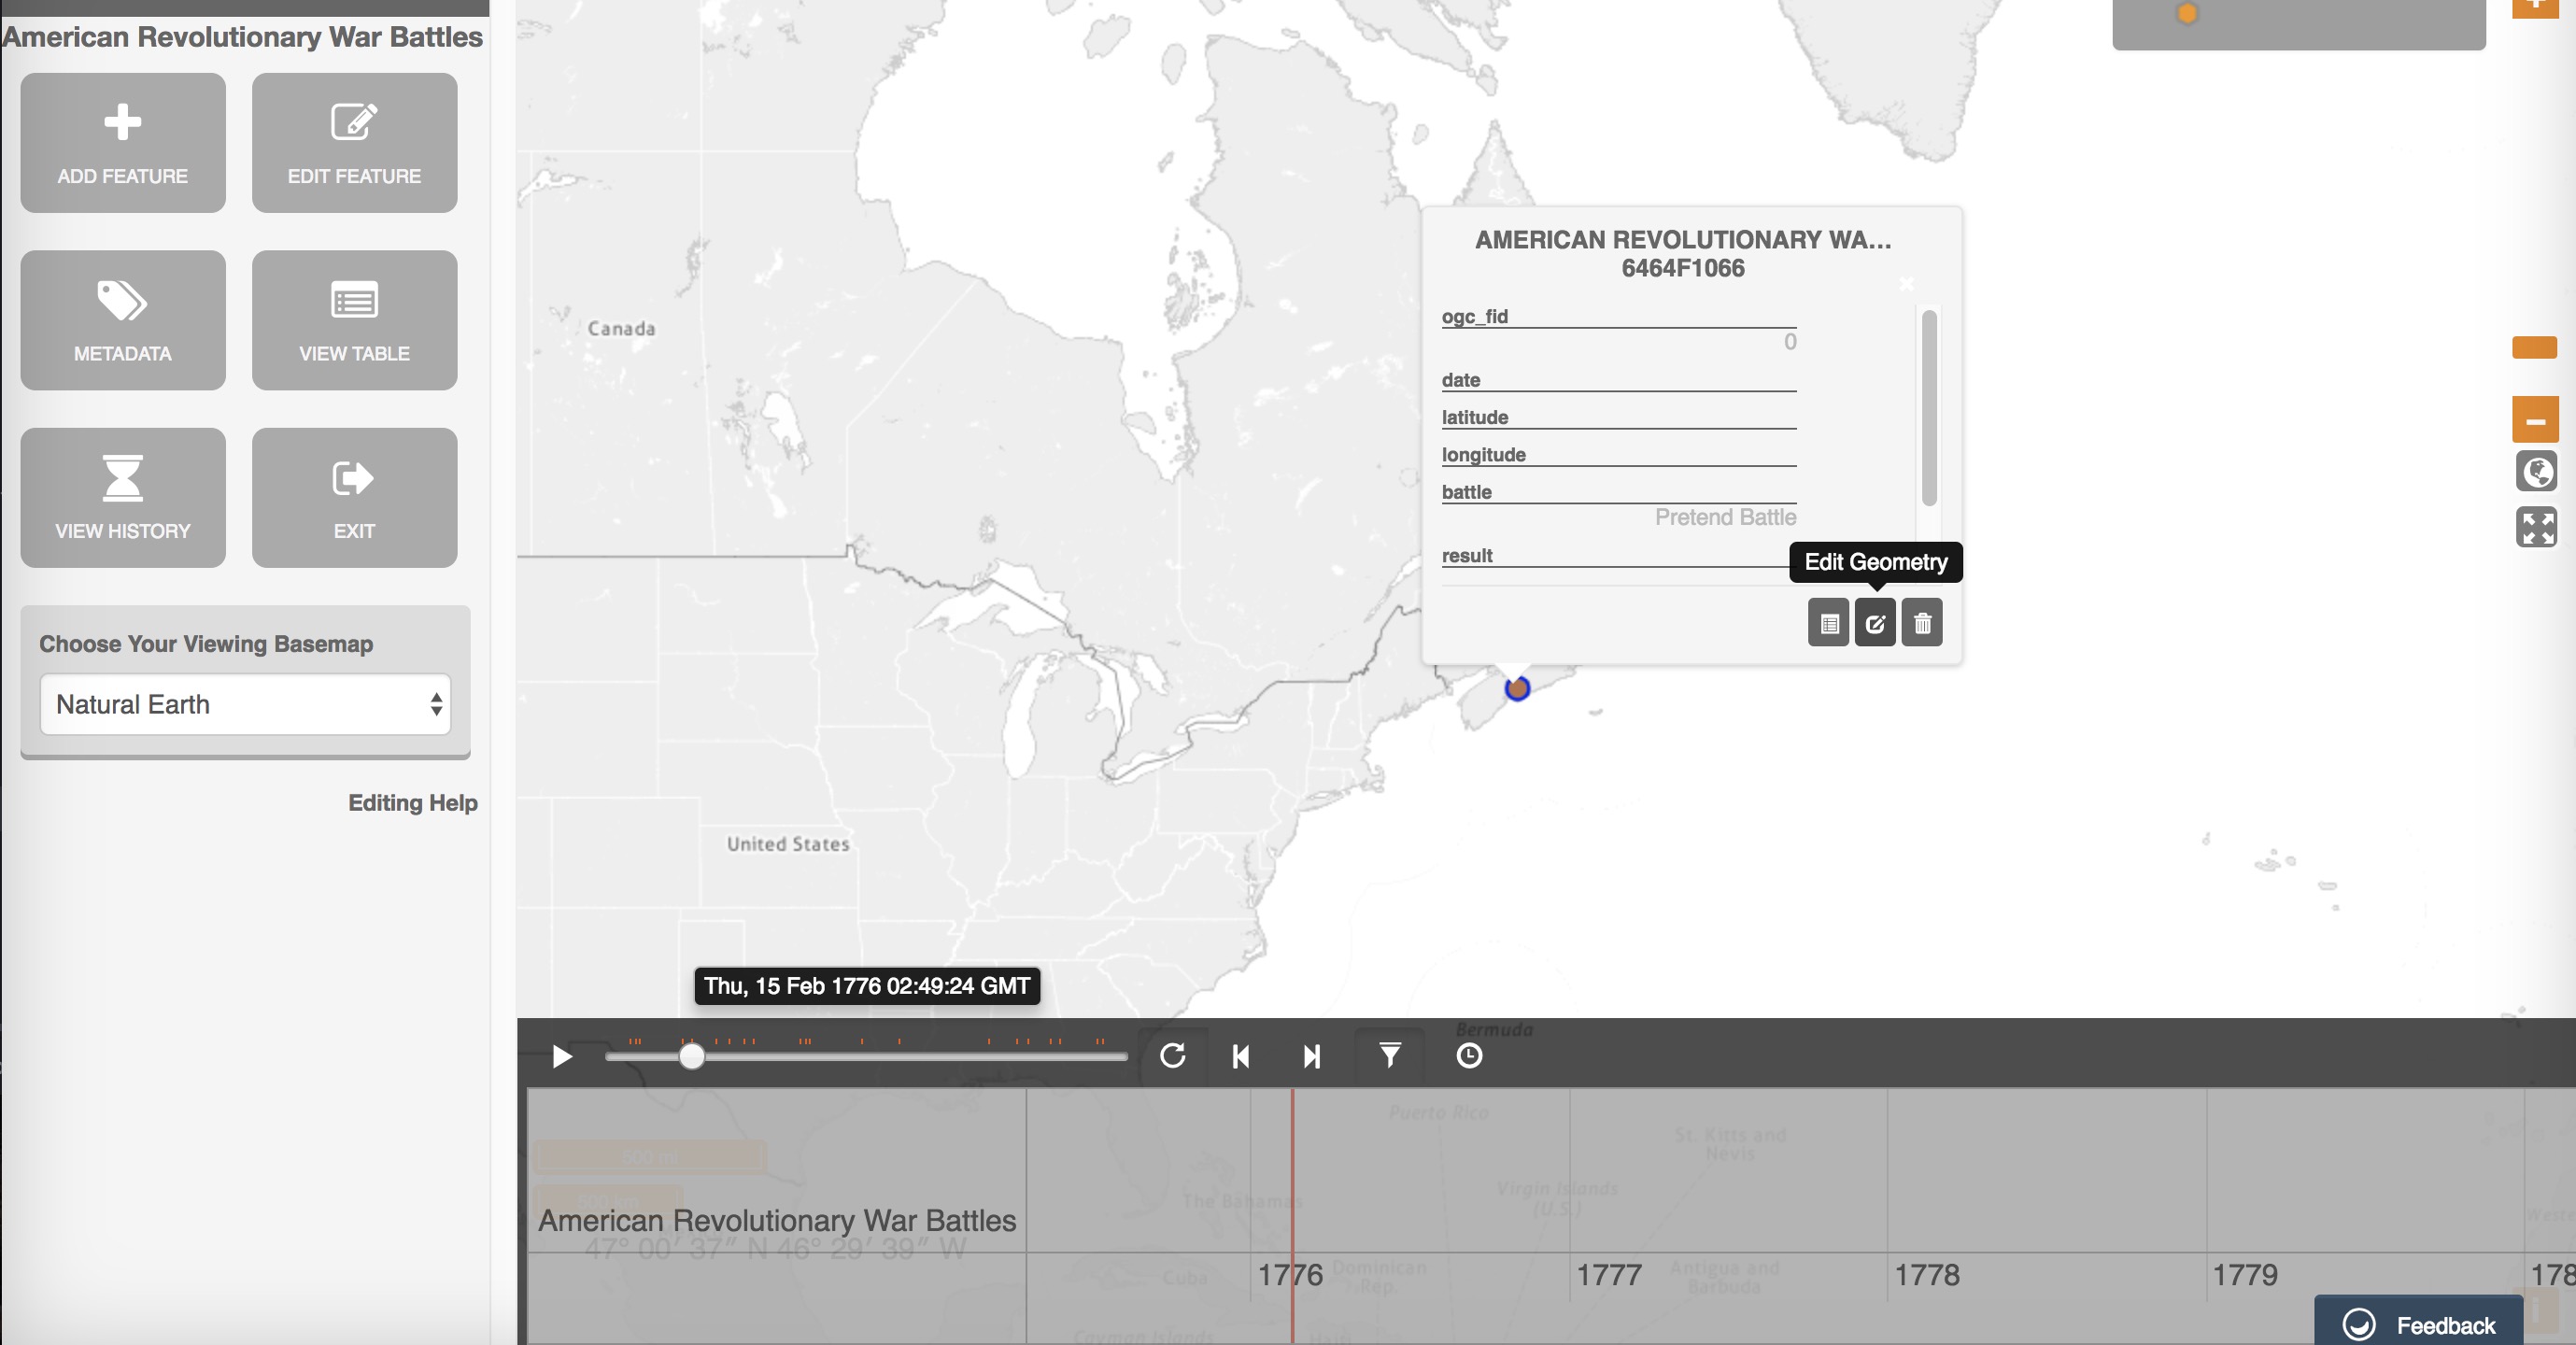 American Revolutionary War Battles
ADD FEATURE
EDIT FEATURE
METADATA
VIEW TABLE
VIEW HISTORY
EXIT
Choose Your Viewing Basemap
Natural Earth
Editing Help
Canada
United States
AMERICAN REVOLUTIONARY WA...
6464F1066
ogc_fid
0
date
latitude
longitude
battle
Pretend Battle
result
Edit Geometry
Thu, 15 Feb 1776 02:49:24 GMT
Bermuda
Puerto Rico
St. Kitts and
Nevis
500 mi
500 km
The Bahamas
Virgin Islands
(U.S.)
American Revolutionary War Battles
47° 00′ 37″ N 46° 29′ 39″ W
1776
1777
1778
1779
178
Cuba
Dominican
Rep.
Antigua and
Barbuda
Cayman Islands
Haiti
Feedback